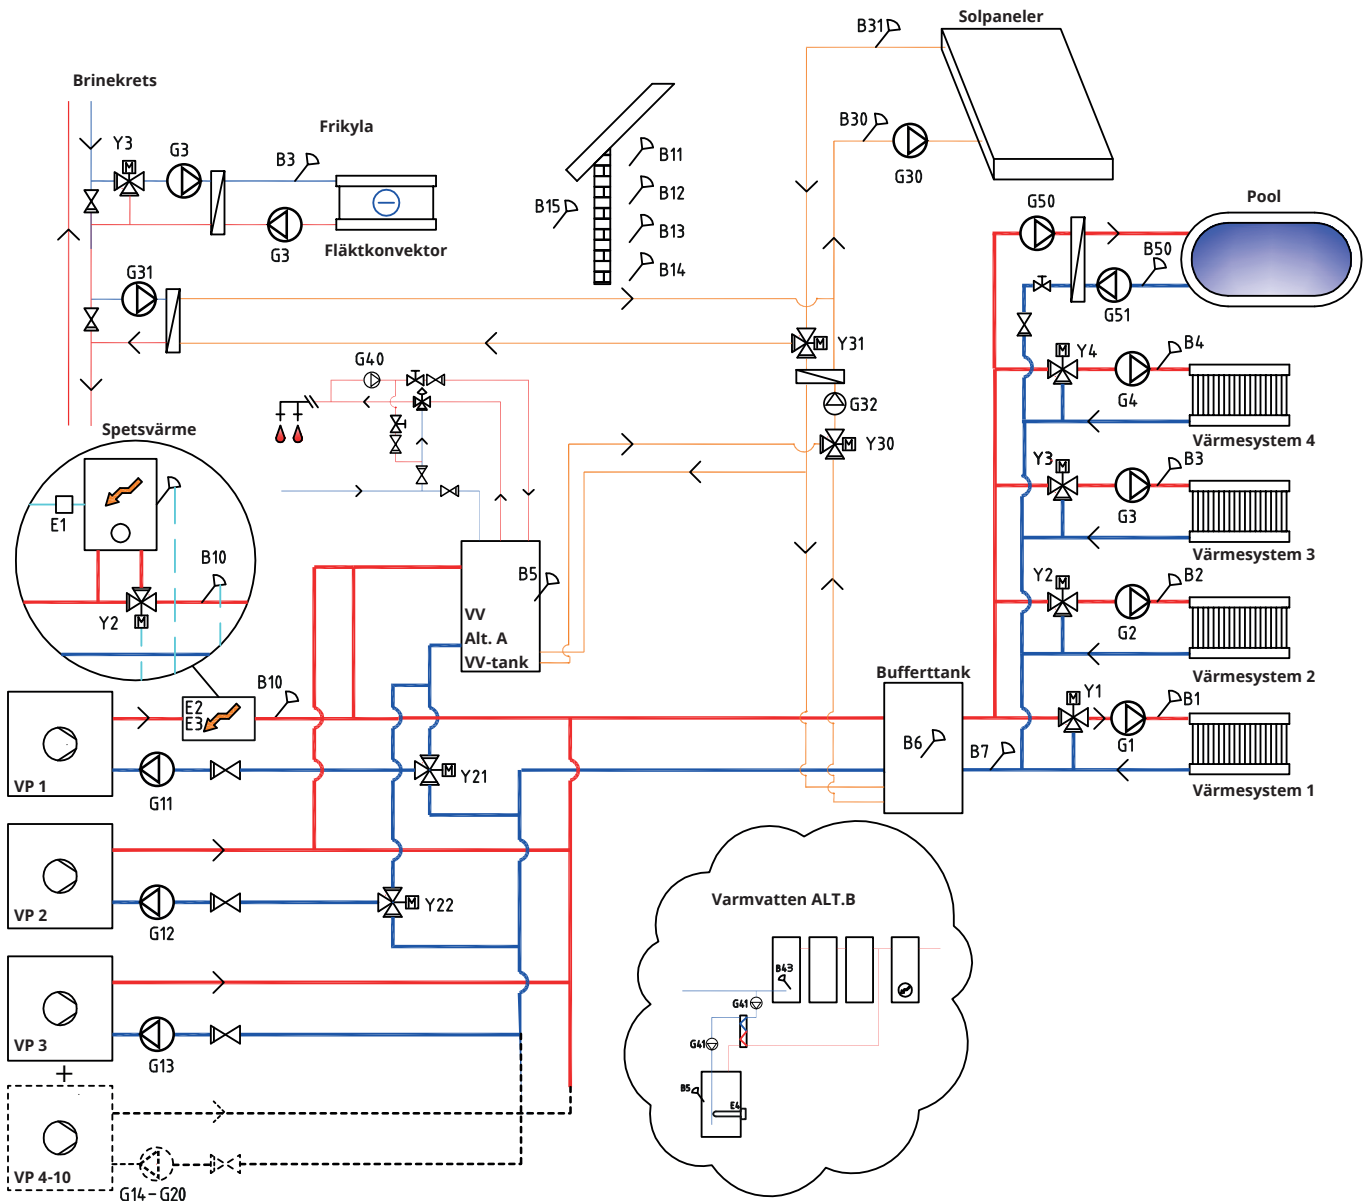 Solpaneler
B31
Brinekrets
B30
G30
Y3
M
G3
Frikyla
B3
G3
Fläktkonvektor
B11
B12
B15
B13
B14
G50
Pool
B50
G51
G31
Y31
M
G40
G32
Y30
M
Y4
M
B4
G4
Värmesystem 4
Y3
M
B3
G3
Värmesystem 3
Y2
M
B2
G2
Värmesystem 2
Y1
M
B1
G1
Värmesystem 1
Spetsvärme
E1
B10
Y2
M
B5
VV
Alt. A
VV-tank
Bufferttank
B6
B7
B10
E2
E3
VP 1
G11
M
Y21
VP 2
G12
M
Y22
VP 3
G13
+
VP 4-10
G14-G20
Varmvatten ALT.B
B43
G41
G41
B5
E4